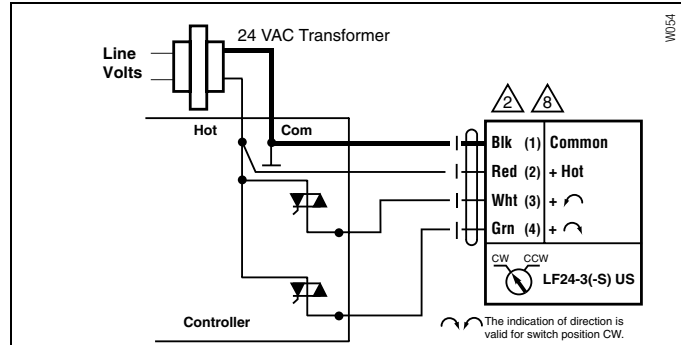 W054
24 VAC Transformer
Line
Volts
2 8
Hot Com
Blk (1) Common
Red (2) + Hot
Wht (3) +
Grn (4) +
CW CCW
LF24-3(-S) US
Controller
The indication of direction is
valid for switch position CW.